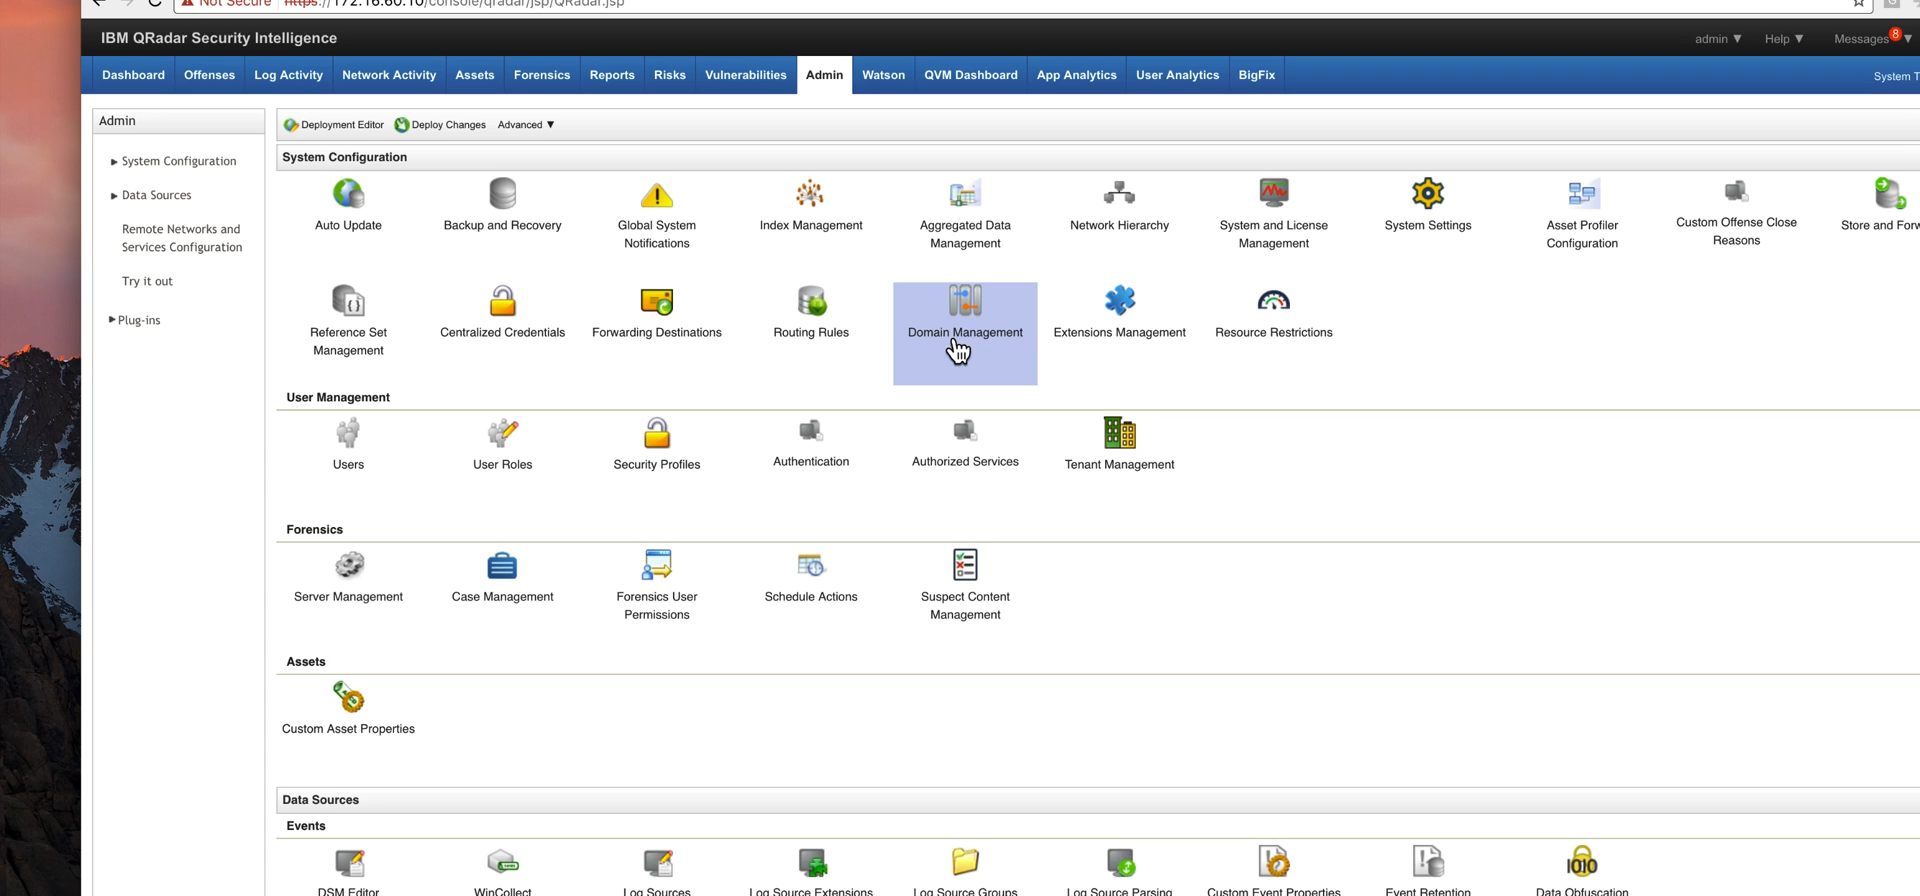 Not Secure https://172.16.60.10/console/qradar/jsp/QRadar.jsp
IBM QRadar Security Intelligence
admin ▼ Help ▼ Messages 8 ▼
Dashboard Offenses Log Activity Network Activity Assets Forensics Reports Risks Vulnerabilities Admin Watson QVM Dashboard App Analytics User Analytics BigFix System T
Admin
System Configuration
Data Sources
Remote Networks and
Services Configuration
Try it out
Plug-ins
Deployment Editor Deploy Changes Advanced ▼
System Configuration
Auto Update
Backup and Recovery
Global System
Notifications
Index Management
Aggregated Data
Management
Network Hierarchy
System and License
Management
System Settings
Asset Profiler
Configuration
Custom Offense Close
Reasons
Store and Forw
Reference Set
Management
Centralized Credentials
Forwarding Destinations
Routing Rules
Domain Management
Extensions Management
Resource Restrictions
User Management
Users
User Roles
Security Profiles
Authentication
Authorized Services
Tenant Management
Forensics
Server Management
Case Management
Forensics User
Permissions
Schedule Actions
Suspect Content
Management
Assets
Custom Asset Properties
Data Sources
Events
DSM Editor
WinCollect
Log Sources
Log Source Extensions
Log Source Groups
Log Source Parsing
Custom Event Properties
Event Retention
Data Obfuscation